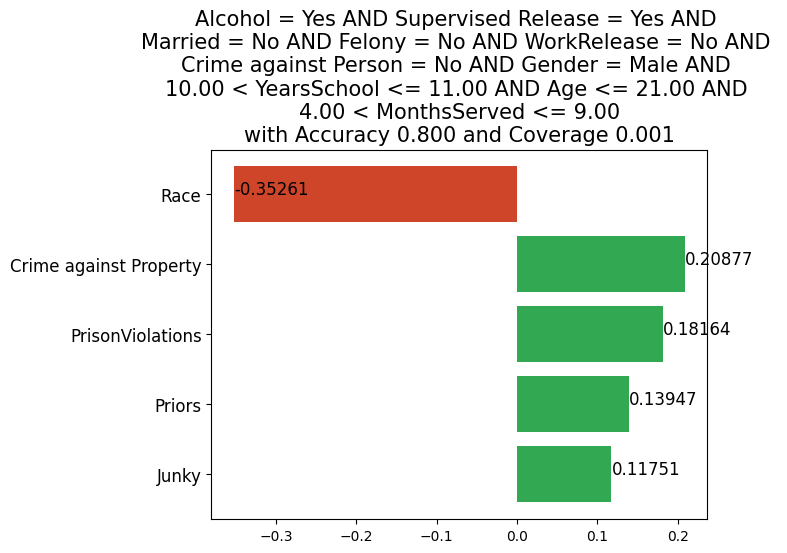 Alcohol = Yes AND Supervised Release = Yes AND
Married = No AND Felony = No AND WorkRelease = No AND
Crime against Person = No AND Gender = Male AND
10.00 < YearsSchool <= 11.00 AND Age <= 21.00 AND
4.00 < MonthsServed <= 9.00
with Accuracy 0.800 and Coverage 0.001
Race
-0.35261
Crime against Property
0.20877
PrisonViolations
0.18164
Priors
0.13947
Junky
0.11751
−0.3
−0.2
−0.1
0.0
0.1
0.2